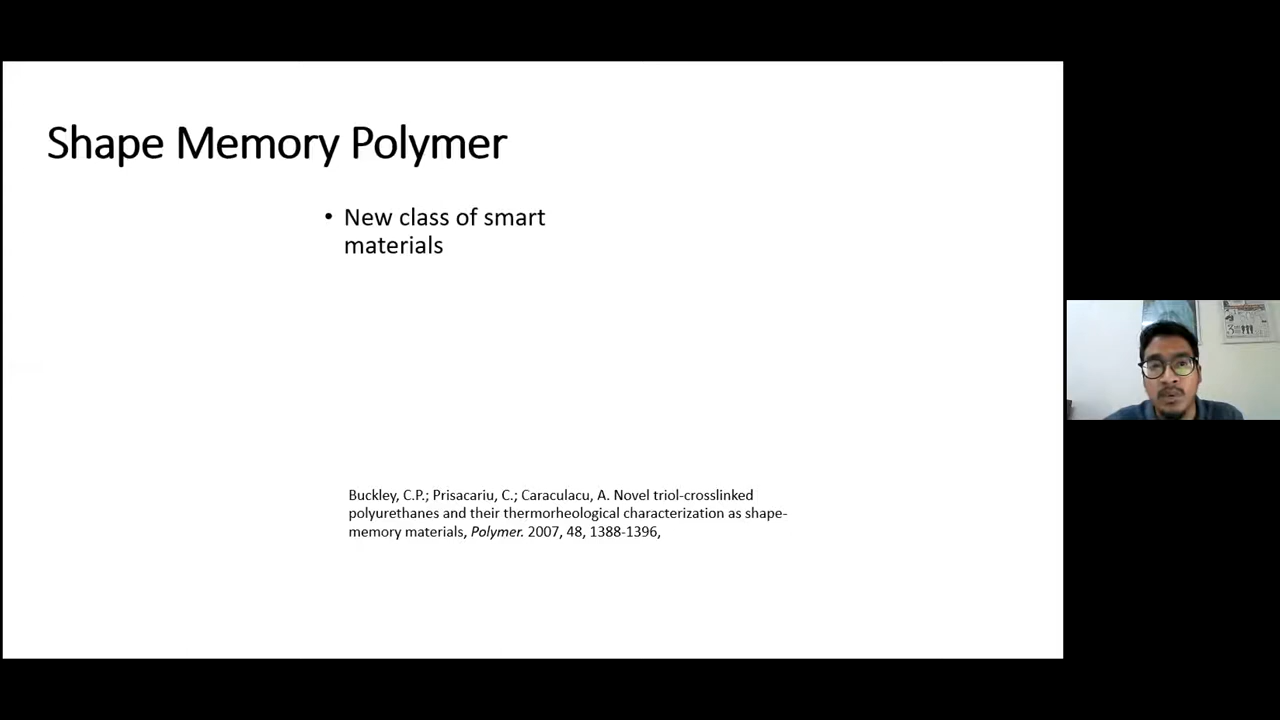 Shape Memory Polymer
• New class of smart
materials
Buckley, C.P.; Prisacariu, C.; Caraculacu, A. Novel triol-crosslinked
polyurethanes and their thermorheological characterization as shape-
memory materials, Polymer. 2007, 48, 1388-1396,
3